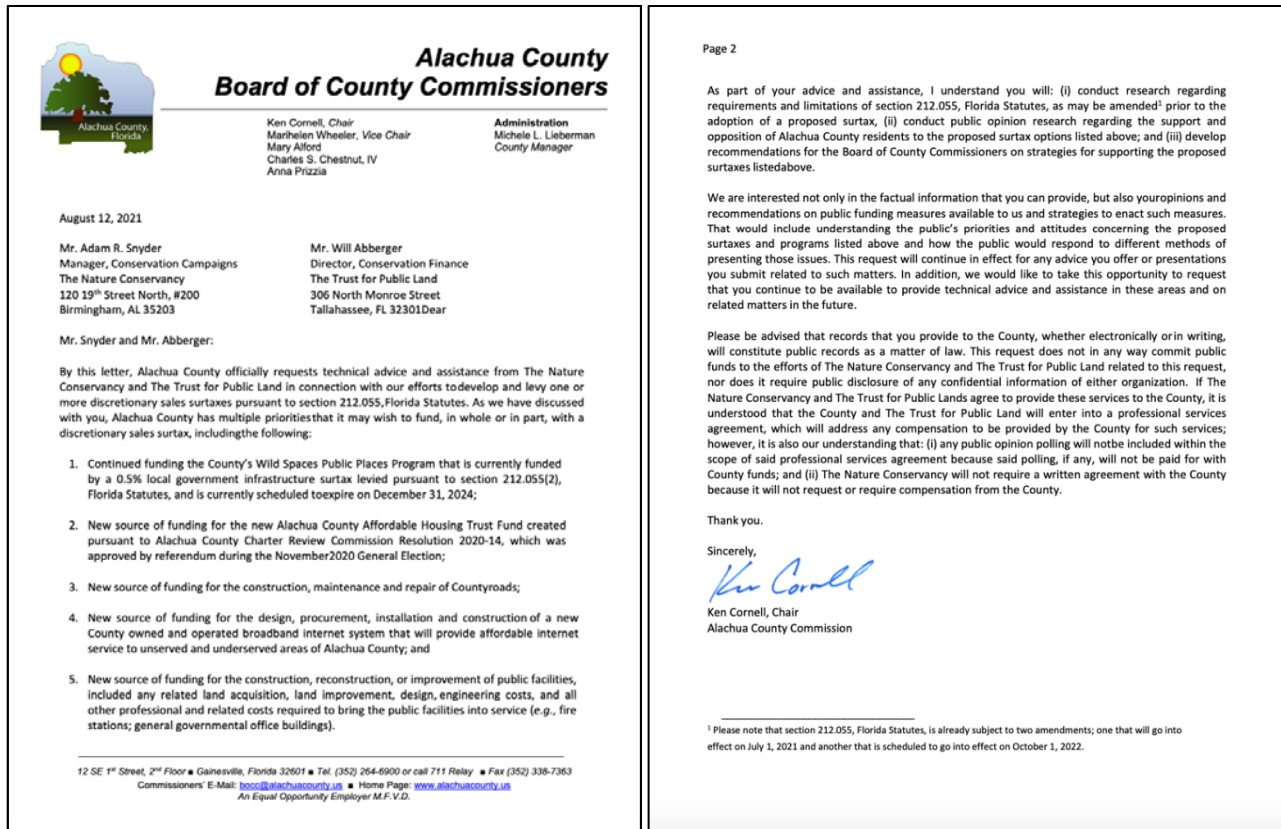 Alachua County, Florida
Alachua County
Board of County Commissioners
Ken Cornell, Chair
Marihelen Wheeler, Vice Chair
Mary Alford
Charles S. Chestnut, IV
Anna Prizzia
Administration
Michele L. Lieberman
County Manager
August 12, 2021
Mr. Adam R. Snyder
Manager, Conservation Campaigns
The Nature Conservancy
120 19th Street North, #200
Birmingham, AL 35203
Mr. Will Abberger
Director, Conservation Finance
The Trust for Public Land
306 North Monroe Street
Tallahassee, FL 32301Dear
Mr. Snyder and Mr. Abberger:
By this letter, Alachua County officially requests technical advice and assistance from The Nature
Conservancy and The Trust for Public Land in connection with our efforts todevelop and levy one or
more discretionary sales surtaxes pursuant to section 212.055,Florida Statutes. As we have discussed
with you, Alachua County has multiple prioritiesthat it may wish to fund, in whole or in part, with a
discretionary sales surtax, includingthe following:
1. Continued funding the County's Wild Spaces Public Places Program that is currently funded
by a 0.5% local government infrastructure surtax levied pursuant to section 212.055(2),
Florida Statutes, and is currently scheduled toexpire on December 31, 2024;
2. New source of funding for the new Alachua County Affordable Housing Trust Fund created
pursuant to Alachua County Charter Review Commission Resolution 2020-14, which was
approved by referendum during the November2020 General Election;
3. New source of funding for the construction, maintenance and repair of Countyroads;
4. New source of funding for the design, procurement, installation and construction of a new
County owned and operated broadband internet system that will provide affordable internet
service to unserved and underserved areas of Alachua County; and
5. New source of funding for the construction, reconstruction, or improvement of public facilities,
included any related land acquisition, land improvement, design, engineering costs, and all
other professional and related costs required to bring the public facilities into service (e.g., fire
stations; general governmental office buildings).
12 SE 1st Street, 2nd Floor ■ Gainesville, Florida 32601 ■ Tel. (352) 264-6900 or call 711 Relay ■ Fax (352) 338-7363
Commissioners' E-Mail: bocc@alachuacounty.us ■ Home Page: www.alachuacounty.us
An Equal Opportunity Employer M.F.V.D.
Page 2
As part of your advice and assistance, I understand you will: (i) conduct research regarding
requirements and limitations of section 212.055, Florida Statutes, as may be amended1 prior to the
adoption of a proposed surtax, (ii) conduct public opinion research regarding the support and
opposition of Alachua County residents to the proposed surtax options listed above; and (iii) develop
recommendations for the Board of County Commissioners on strategies for supporting the proposed
surtaxes listedabove.
We are interested not only in the factual information that you can provide, but also youropinions and
recommendations on public funding measures available to us and strategies to enact such measures.
That would include understanding the public's priorities and attitudes concerning the proposed
surtaxes and programs listed above and how the public would respond to different methods of
presenting those issues. This request will continue in effect for any advice you offer or presentations
you submit related to such matters. In addition, we would like to take this opportunity to request
that you continue to be available to provide technical advice and assistance in these areas and on
related matters in the future.
Please be advised that records that you provide to the County, whether electronically orin writing,
will constitute public records as a matter of law. This request does not in any way commit public
funds to the efforts of The Nature Conservancy and The Trust for Public Land related to this request,
nor does it require public disclosure of any confidential information of either organization. If The
Nature Conservancy and The Trust for Public Lands agree to provide these services to the County, it is
understood that the County and The Trust for Public Land will enter into a professional services
agreement, which will address any compensation to be provided by the County for such services;
however, it is also our understanding that: (i) any public opinion polling will notbe included within the
scope of said professional services agreement because said polling, if any, will not be paid for with
County funds; and (ii) The Nature Conservancy will not require a written agreement with the County
because it will not request or require compensation from the County.
Thank you.
Sincerely,
Ken Cornell
Ken Cornell, Chair
Alachua County Commission
1 Please note that section 212.055, Florida Statutes, is already subject to two amendments; one that will go into
effect on July 1, 2021 and another that is scheduled to go into effect on October 1, 2022.